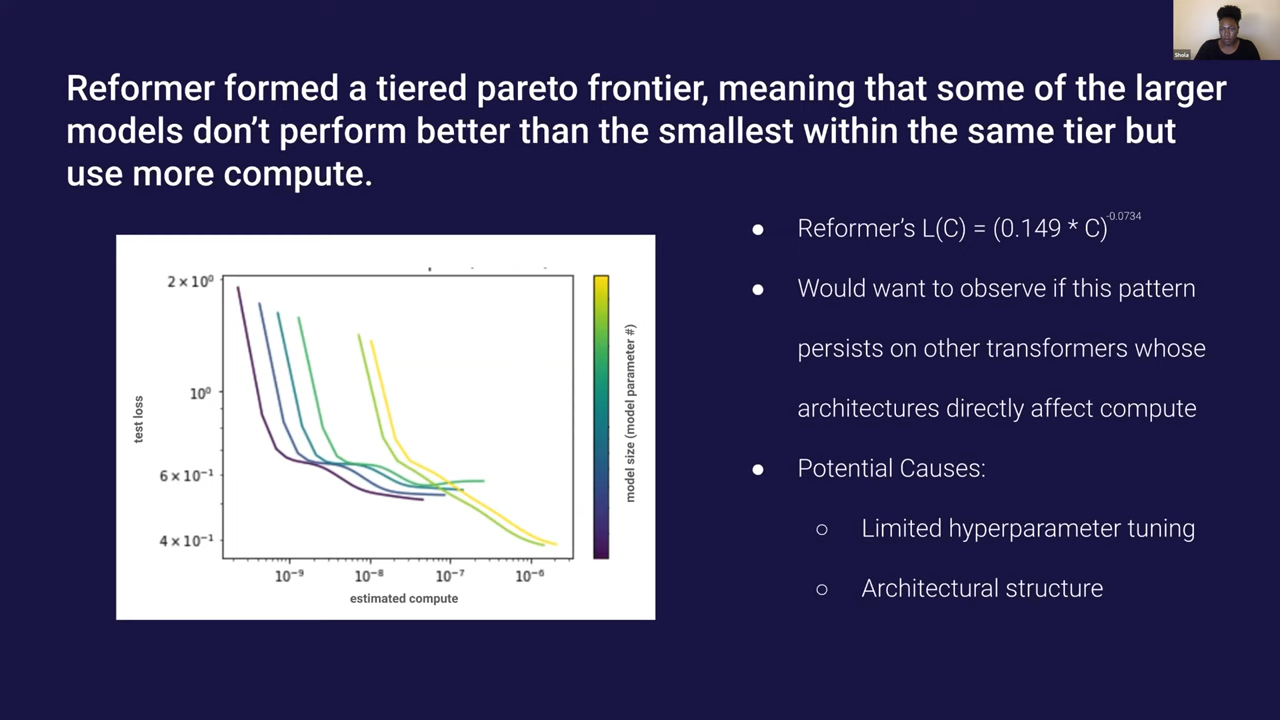 Shola
Reformer formed a tiered pareto frontier, meaning that some of the larger
models don’t perform better than the smallest within the same tier but
use more compute.
● Reformer’s L(C) = (0.149 * C)^-0.0734
● Would want to observe if this pattern
persists on other transformers whose
architectures directly affect compute
● Potential Causes:
○ Limited hyperparameter tuning
○ Architectural structure
2 × 10⁰
10⁰
6 × 10⁻¹
4 × 10⁻¹
test loss
10⁻⁹ 10⁻⁸ 10⁻⁷ 10⁻⁶
estimated compute
model size (model parameter #)